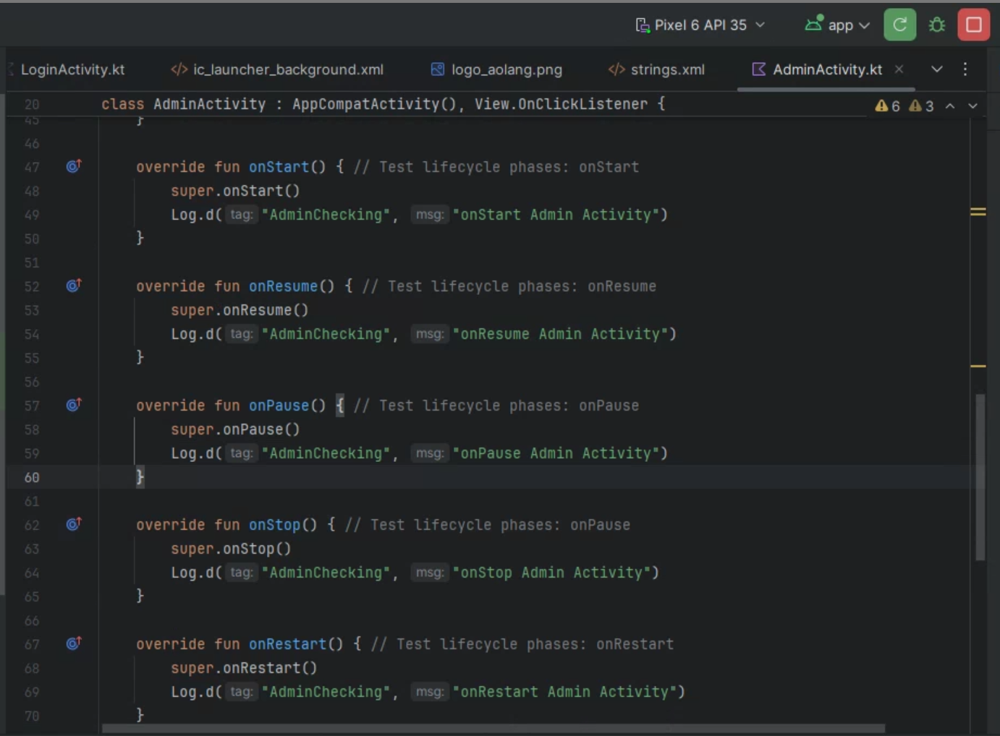 Pixel 6 API 35 app
LoginActivity.kt </> ic_launcher_background.xml logo_aolang.png </> strings.xml AdminActivity.kt
20 class AdminActivity : AppCompatActivity(), View.OnClickListener { 6 3
45 }
46
47 override fun onStart() { // Test lifecycle phases: onStart
48 super.onStart()
49 Log.d( tag: "AdminChecking", msg: "onStart Admin Activity")
50 }
51
52 override fun onResume() { // Test lifecycle phases: onResume
53 super.onResume()
54 Log.d( tag: "AdminChecking", msg: "onResume Admin Activity")
55 }
56
57 override fun onPause() { // Test lifecycle phases: onPause
58 super.onPause()
59 Log.d( tag: "AdminChecking", msg: "onPause Admin Activity")
60 }
61
62 override fun onStop() { // Test lifecycle phases: onPause
63 super.onStop()
64 Log.d( tag: "AdminChecking", msg: "onStop Admin Activity")
65 }
66
67 override fun onRestart() { // Test lifecycle phases: onRestart
68 super.onRestart()
69 Log.d( tag: "AdminChecking", msg: "onRestart Admin Activity")
70 }